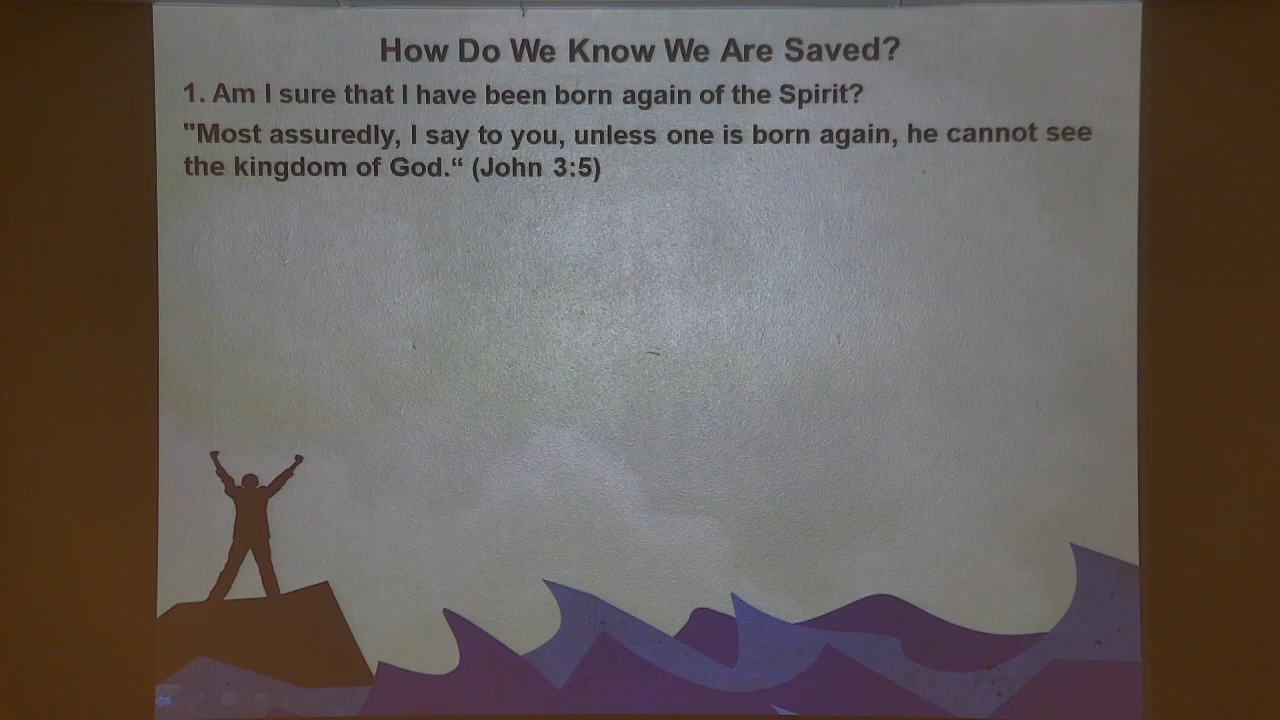 How Do We Know We Are Saved?
1. Am I sure that I have been born again of the Spirit?
"Most assuredly, I say to you, unless one is born again, he cannot see
the kingdom of God.“ (John 3:5)